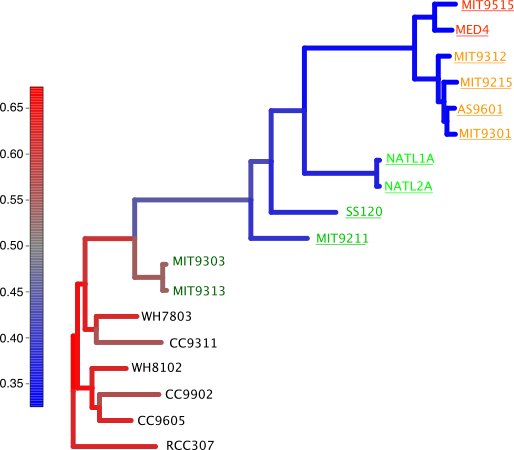 MIT9515
MED4
MIT9312
MIT9215
AS9601
MIT9301
NATL1A
NATL2A
SS120
MIT9211
MIT9303
MIT9313
WH7803
CC9311
WH8102
CC9902
CC9605
RCC307
0.65
0.60
0.55
0.50
0.45
0.40
0.35